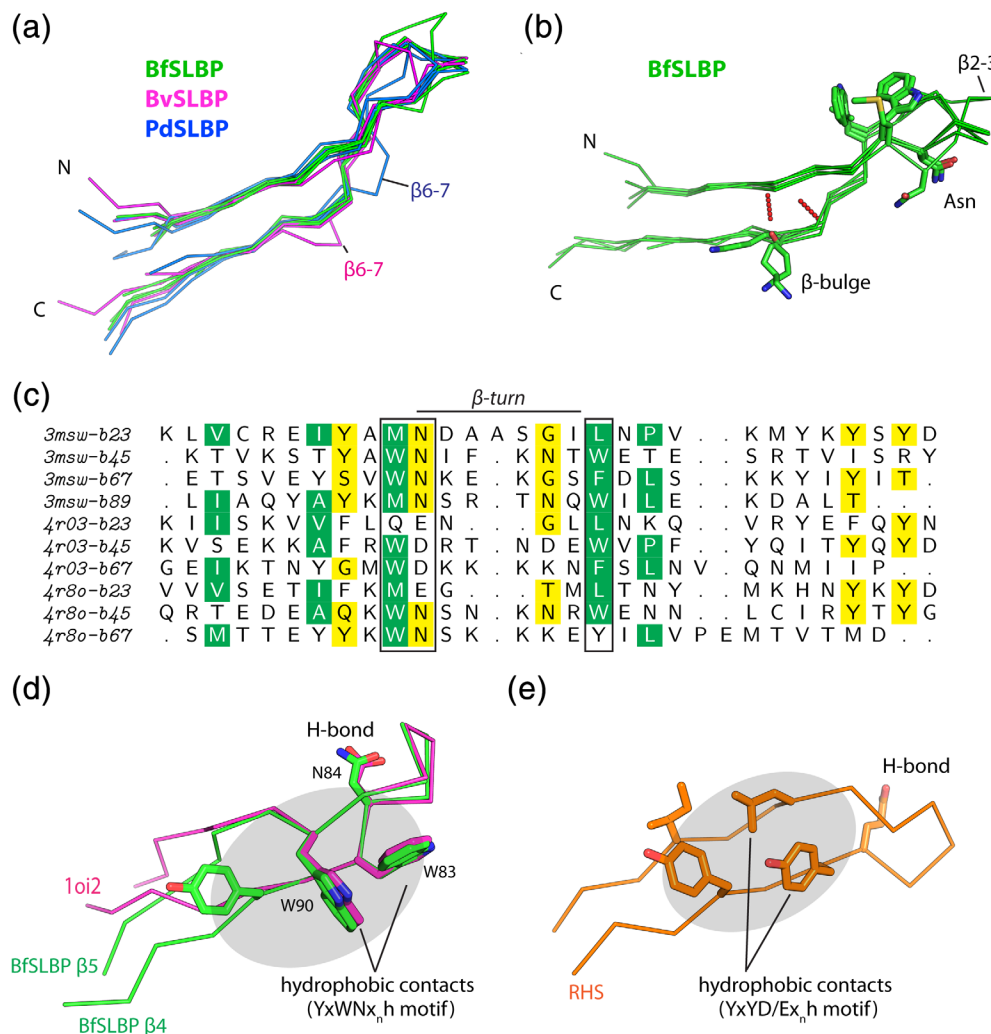 (a)
BfSLBP
BvSLBP
PdSLBP
N
β6-7
β6-7
C
(b)
BfSLBP
β2-3
N
Asn
β-bulge
C
(c)
β-turn
3msw-b23 K L V C R E I Y A M N D A A S G I L N P V . . K M Y K Y S Y D
3msw-b45 . K T V K S T Y A W N I F . K N T W E T E . . S R T V I S R Y
3msw-b67 . E T S V E Y S V W N K E . K G S F D L S . . K K Y I Y I T .
3msw-b89 . L I A Q Y A Y K M N S R . T N Q W I L E . . K D A L T . . .
4r03-b23 K I I S K V V F L Q E N . . . G L L N K Q . . V R Y E F Q Y N
4r03-b45 K V S E K K A F R W D R T . N D E W V P F . . Y Q I T Y Q Y D
4r03-b67 G E I K T N Y G M W D K K . K K N F S L N V . Q N M I I P . .
4r8o-b23 V V V S E T I F K M E G . . . T M L T N Y . . M K H N Y K Y D
4r8o-b45 Q R T E D E A Q K W N S N . K N R W E N N . . L C I R Y T Y G
4r8o-b67 . S M T T E Y Y K W N S K . K K E Y I L V P E M T V T M D . .
(d)
H-bond
N84
W83
W90
1oi2
BfSLBP β5
BfSLBP β4
hydrophobic contacts
(YxWNxnh motif)
(e)
H-bond
RHS
hydrophobic contacts
(YxYD/Exnh motif)